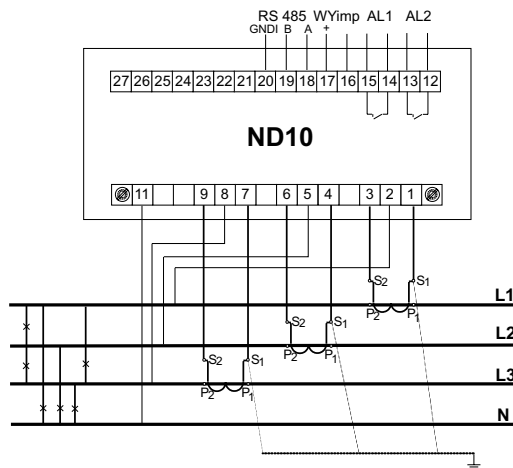 RS 485 WYimp AL1 AL2
GNDI B A +
27 26 25 24 23 22 21 20 19 18 17 16 15 14 13 12
ND10
11 9 8 7 6 5 4 3 2 1
S2 S1
L1
P2 P1
S2 S1
L2
P2 P1
S2 S1
L3
P2 P1
N